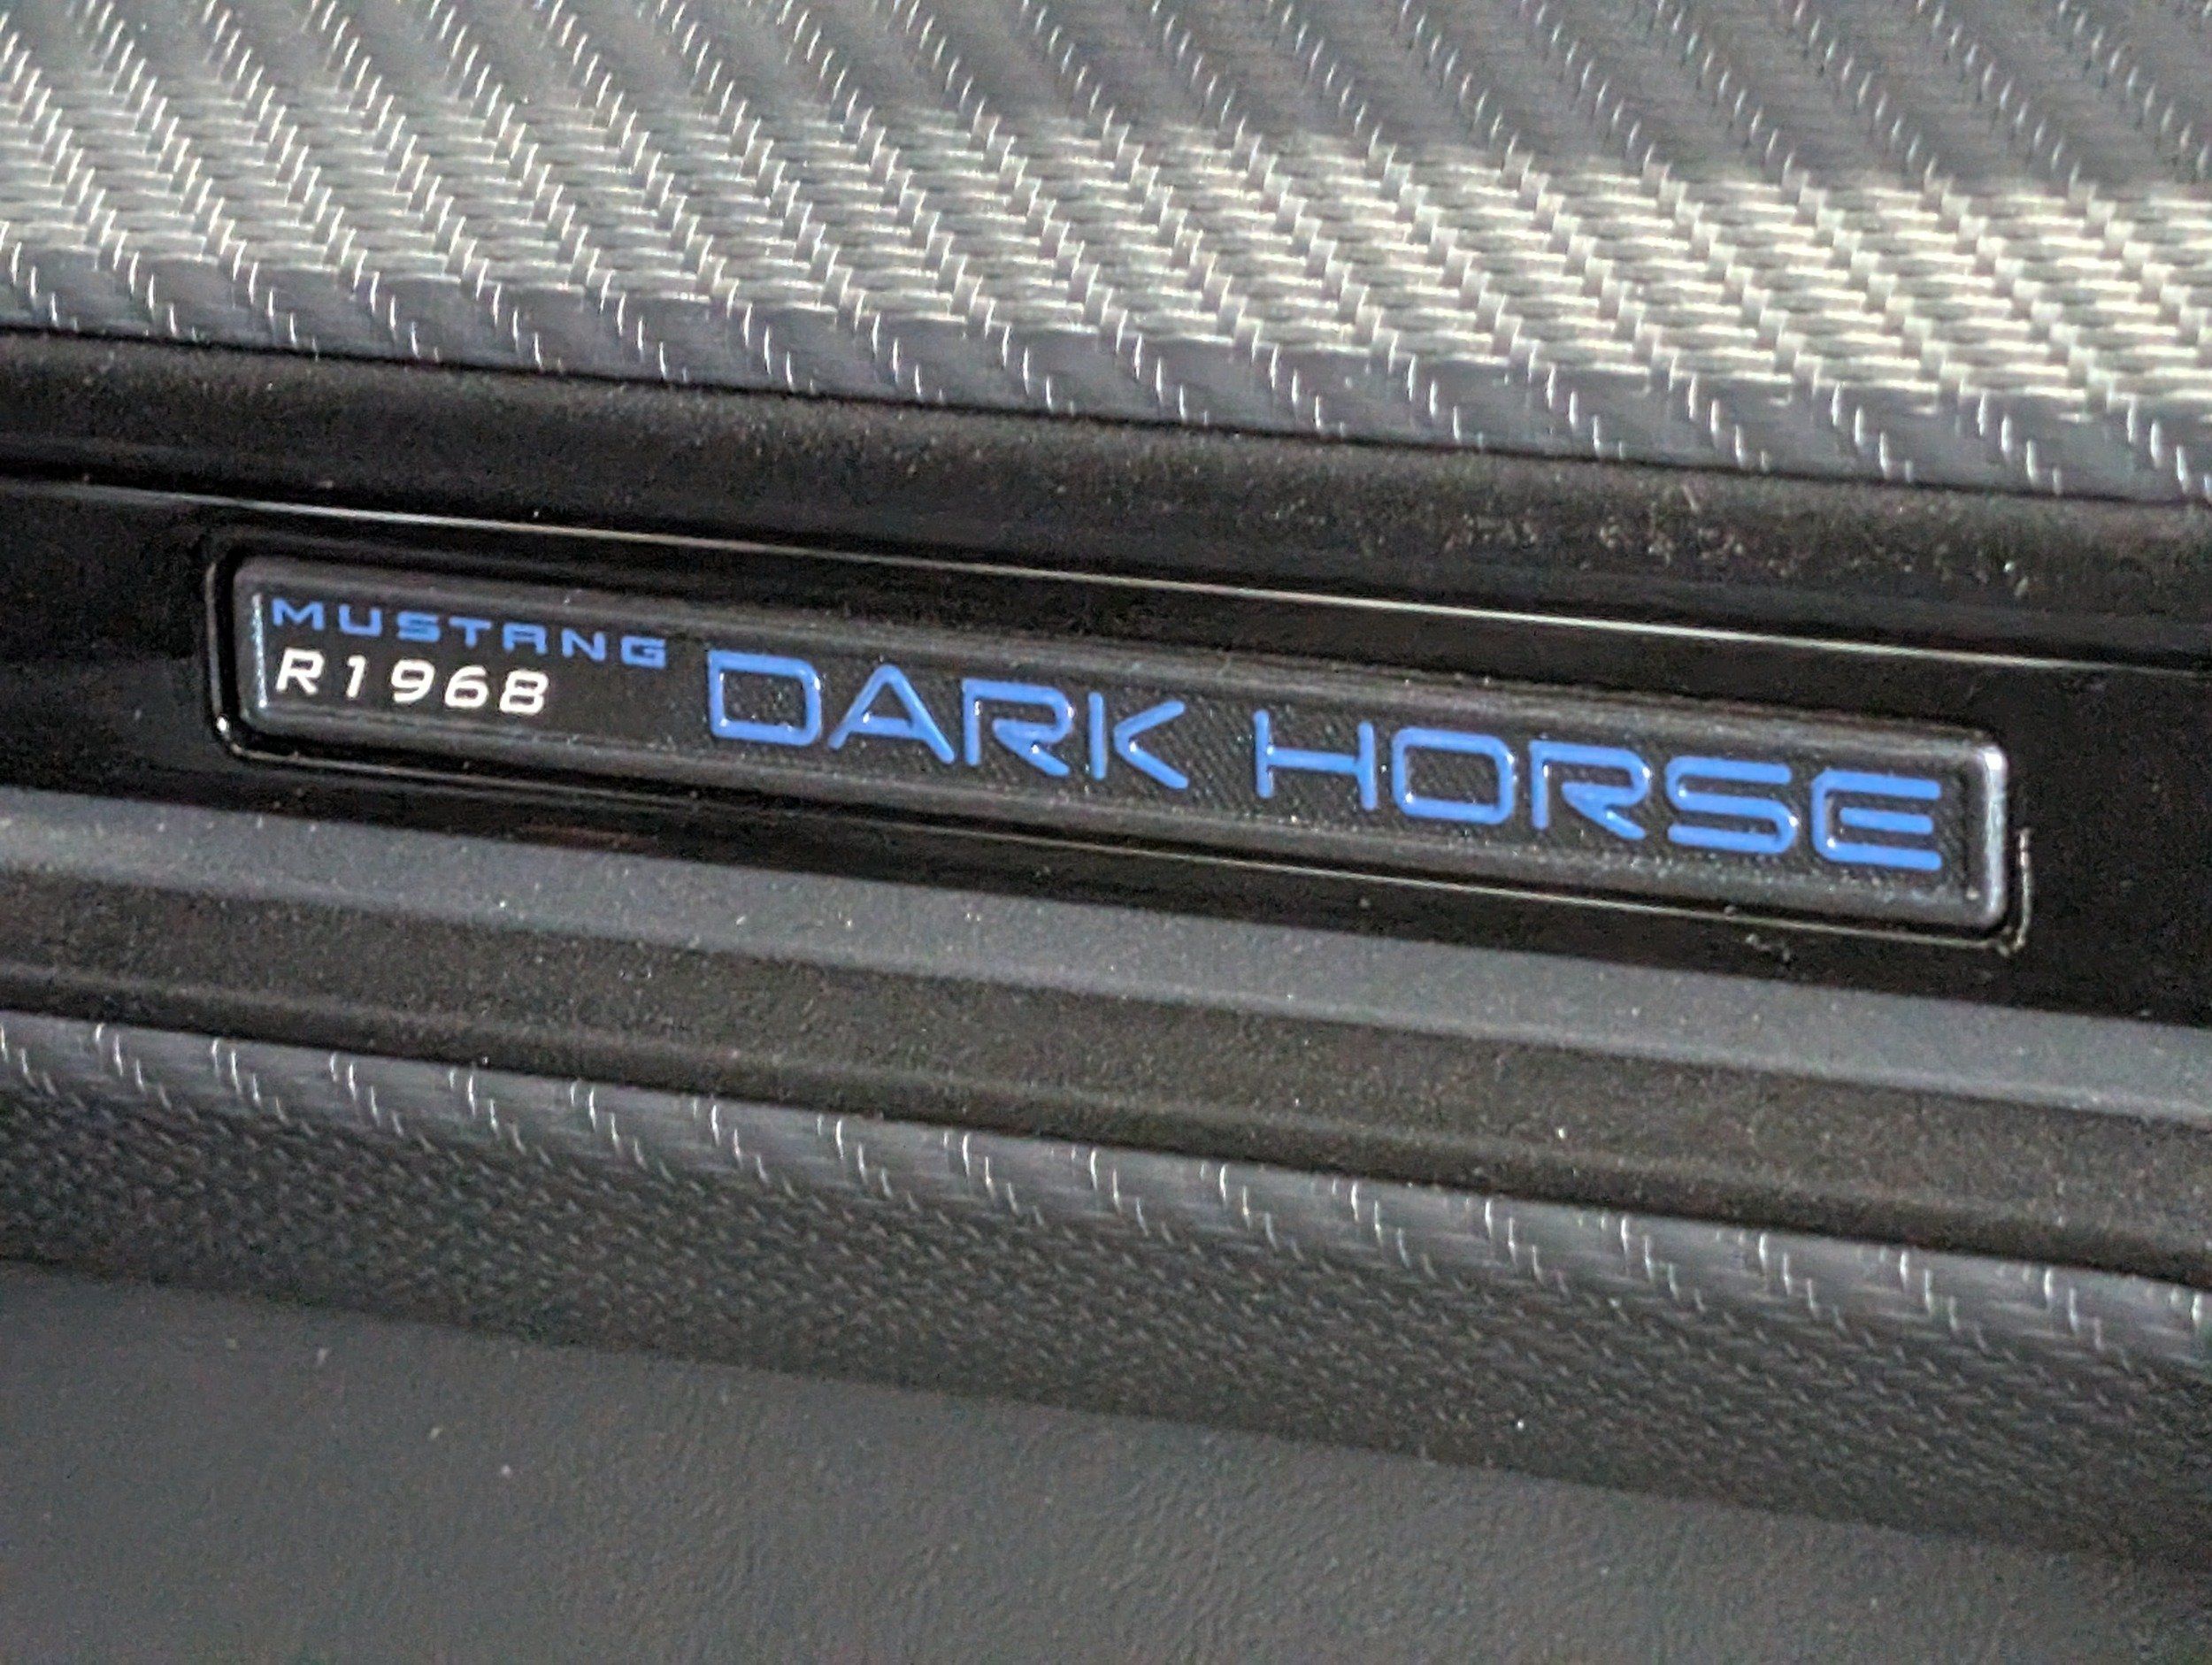 MUSTANG
R1968
DARK HORSE